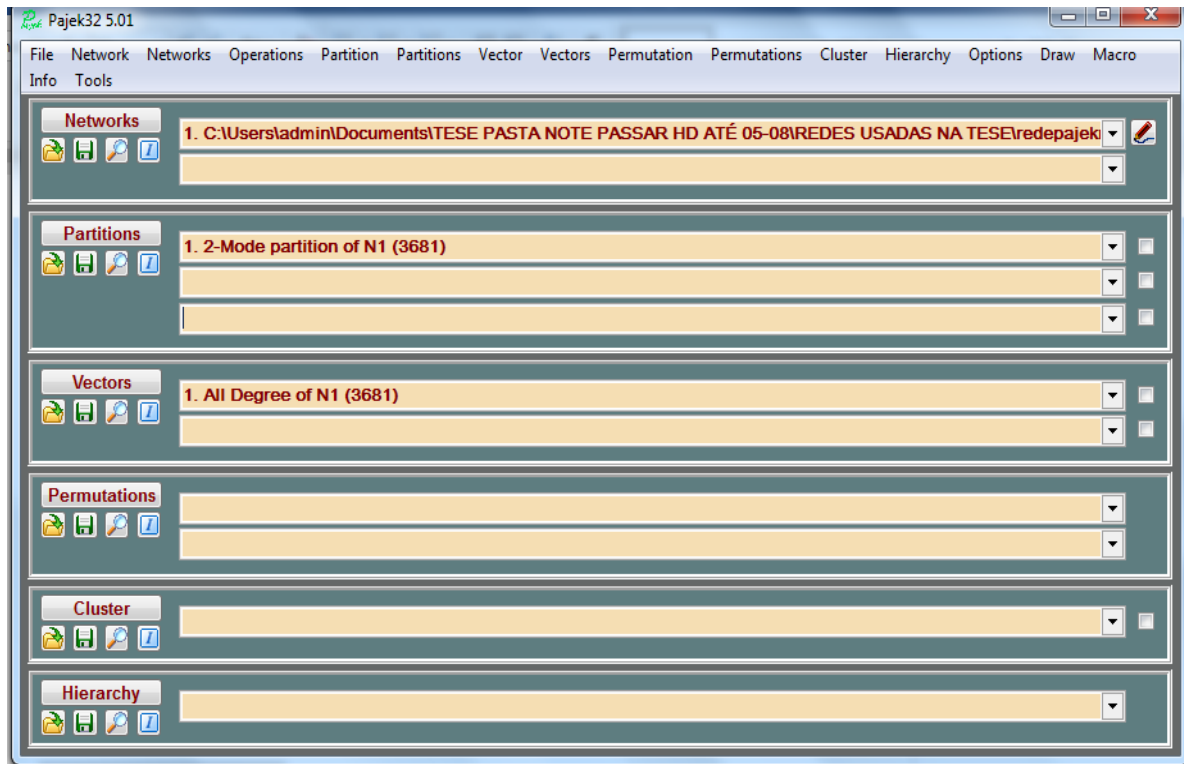 Pajek32 5.01
File Network Networks Operations Partition Partitions Vector Vectors Permutation Permutations Cluster Hierarchy Options Draw Macro
Info Tools
Networks
1. C:\Users\admin\Documents\TESE PASTA NOTE PASSAR HD ATÉ 05-08\REDES USADAS NA TESE\redepajek
Partitions
1. 2-Mode partition of N1 (3681)
Vectors
1. All Degree of N1 (3681)
Permutations
Cluster
Hierarchy